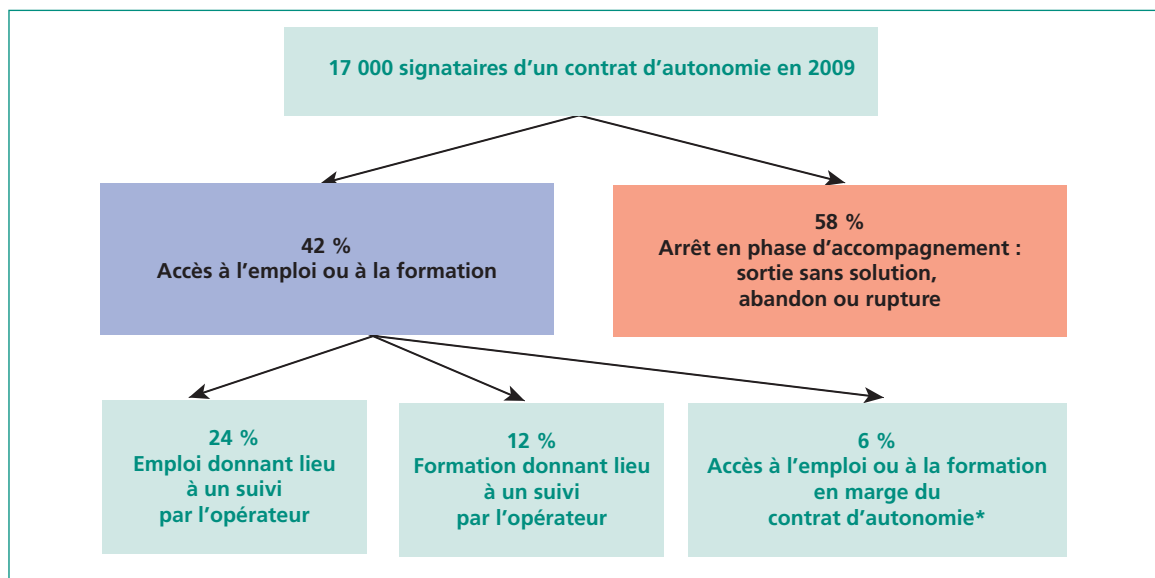 17 000 signataires d’un contrat d’autonomie en 2009
42 %
Accès à l’emploi ou à la formation
58 %
Arrêt en phase d’accompagnement :
sortie sans solution,
abandon ou rupture
24 %
Emploi donnant lieu
à un suivi
par l’opérateur
12 %
Formation donnant lieu
à un suivi
par l’opérateur
6 %
Accès à l’emploi ou à la formation
en marge du
contrat d’autonomie*